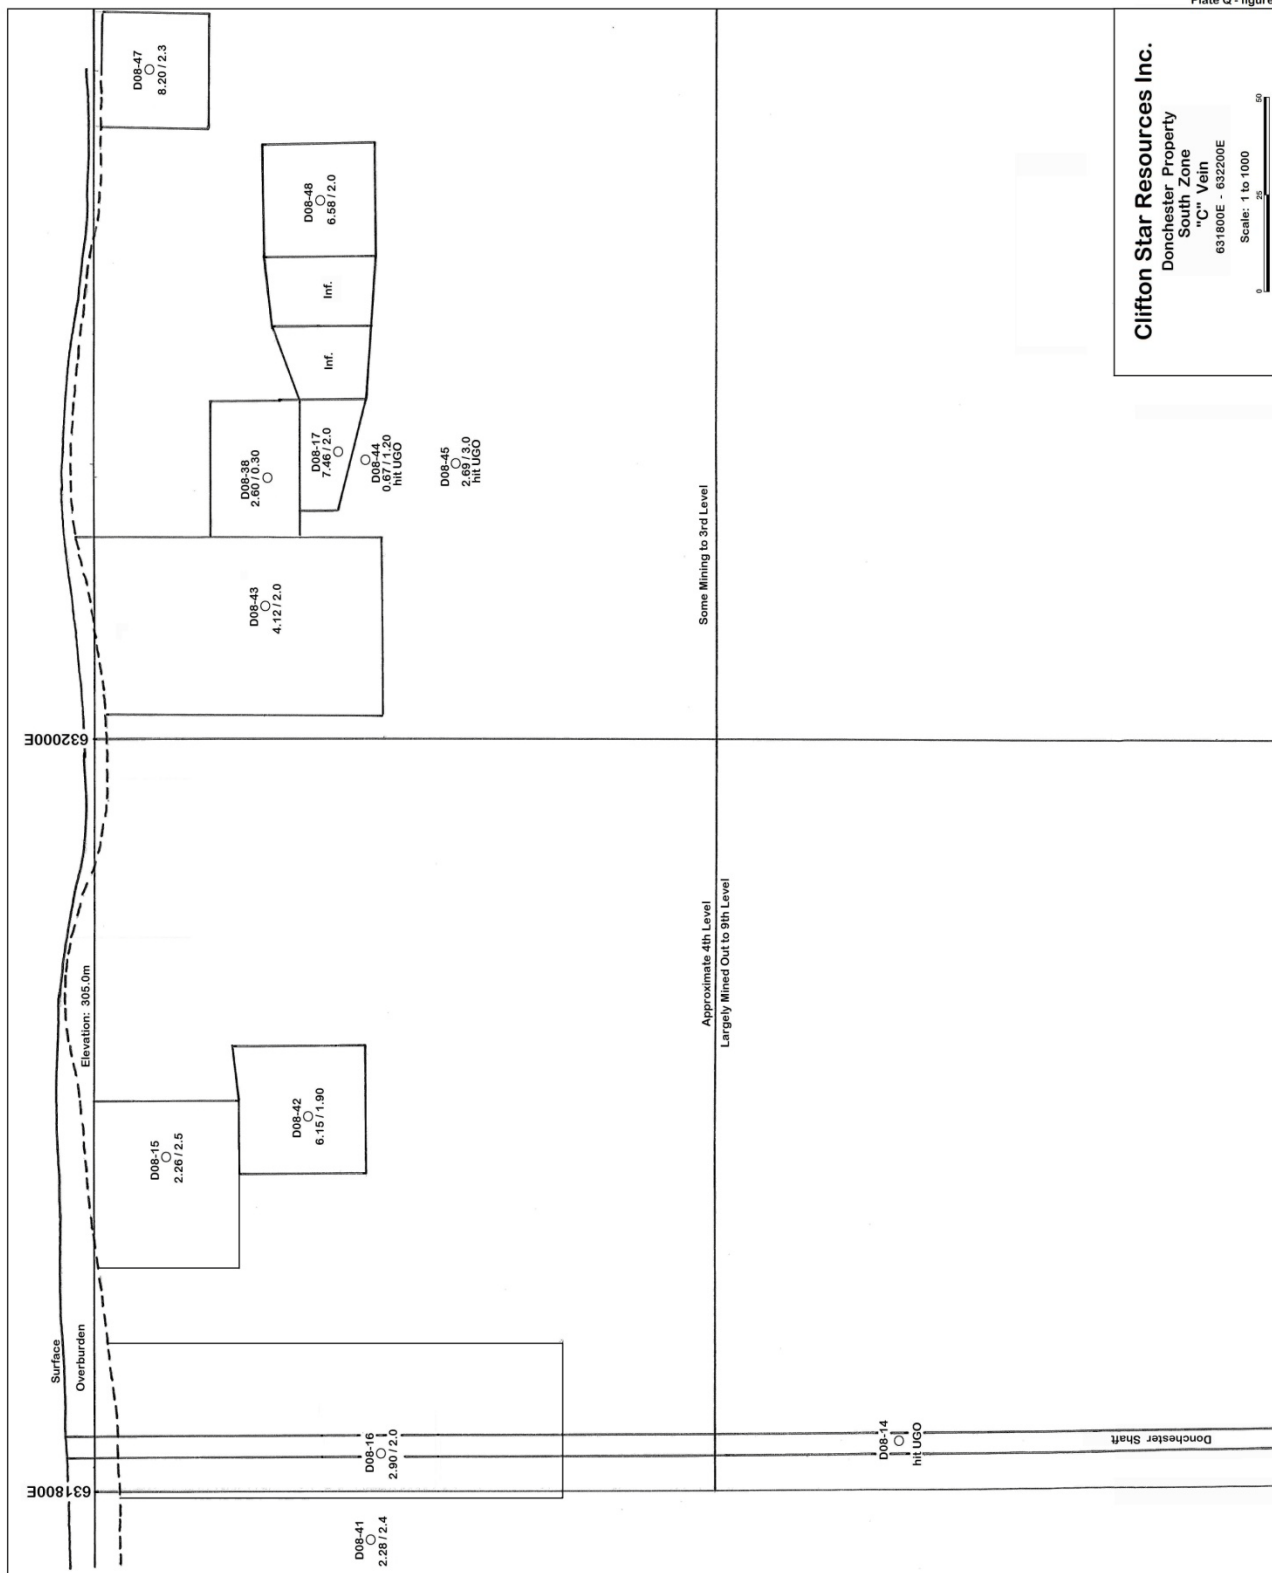 Plate Q - figure
Clifton Star Resources Inc.
Donchester Property
South Zone
"C" Vein
631800E - 632200E
Scale: 1 to 1000
0 25 50
Surface
Overburden
Elevation: 305.0m
631800E
632000E
D08-41
2.28 / 2.4
D08-16
2.90 / 2.0
D08-15
2.26 / 2.5
D08-42
6.15 / 1.90
D08-43
4.12 / 2.0
D08-38
2.60 / 0.30
D08-17
7.46 / 2.0
D08-44
0.67 / 1.20
hit UGO
D08-45
2.69 / 3.0
hit UGO
Inf.
Inf.
D08-48
6.58 / 2.0
D08-47
8.20 / 2.3
Approximate 4th Level
Largely Mined Out to 9th Level
Some Mining to 3rd Level
D08-14
hit UGO
Donchester Shaft